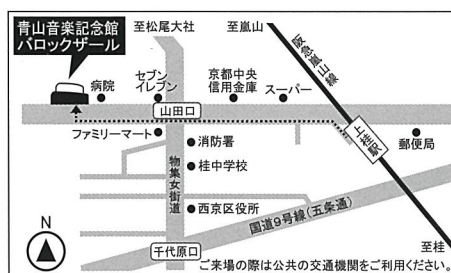 青山音楽記念館
バロックザール
至松尾大社
至嵐山
阪急嵐山線
病院
セブン
イレブン
京都中央
信用金庫
スーパー
山田口
上桂駅
郵便局
ファミリーマート
消防署
物集女街道
桂中学校
西京区役所
国道9号線(五条通)
千代原口
至桂
N
ご来場の際は公共の交通機関をご利用ください。